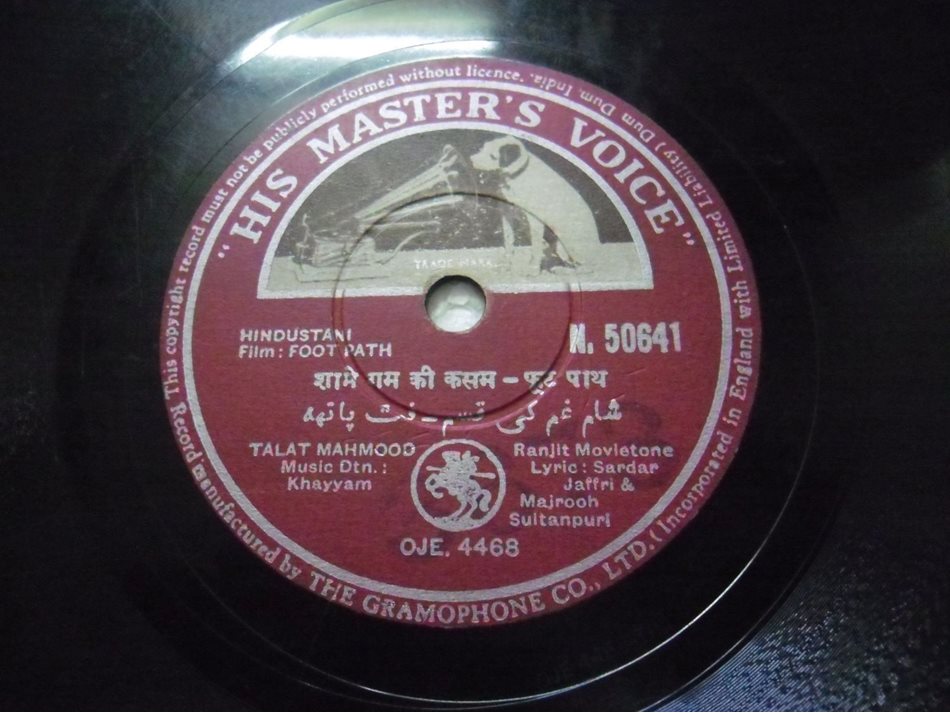 This copyright record must not be publicly performed without licence.
"HIS MASTER'S VOICE"
TRADE MARK.
HINDUSTANI
Film: FOOT PATH
N. 50641
शामे ग़म की कसम - फूट पाथ
شام غم کی قسم - فٹ پاتھ
TALAT MAHMOOD
Music Dtn.:
Khayyam
Ranjit Movietone
Lyric: Sardar
Jaffri &
Majrooh
Sultanpuri
OJE. 4468
Record manufactured by THE GRAMOPHONE CO., LTD. (Incorporated in England with Limited Liability) Dum Dum, India.